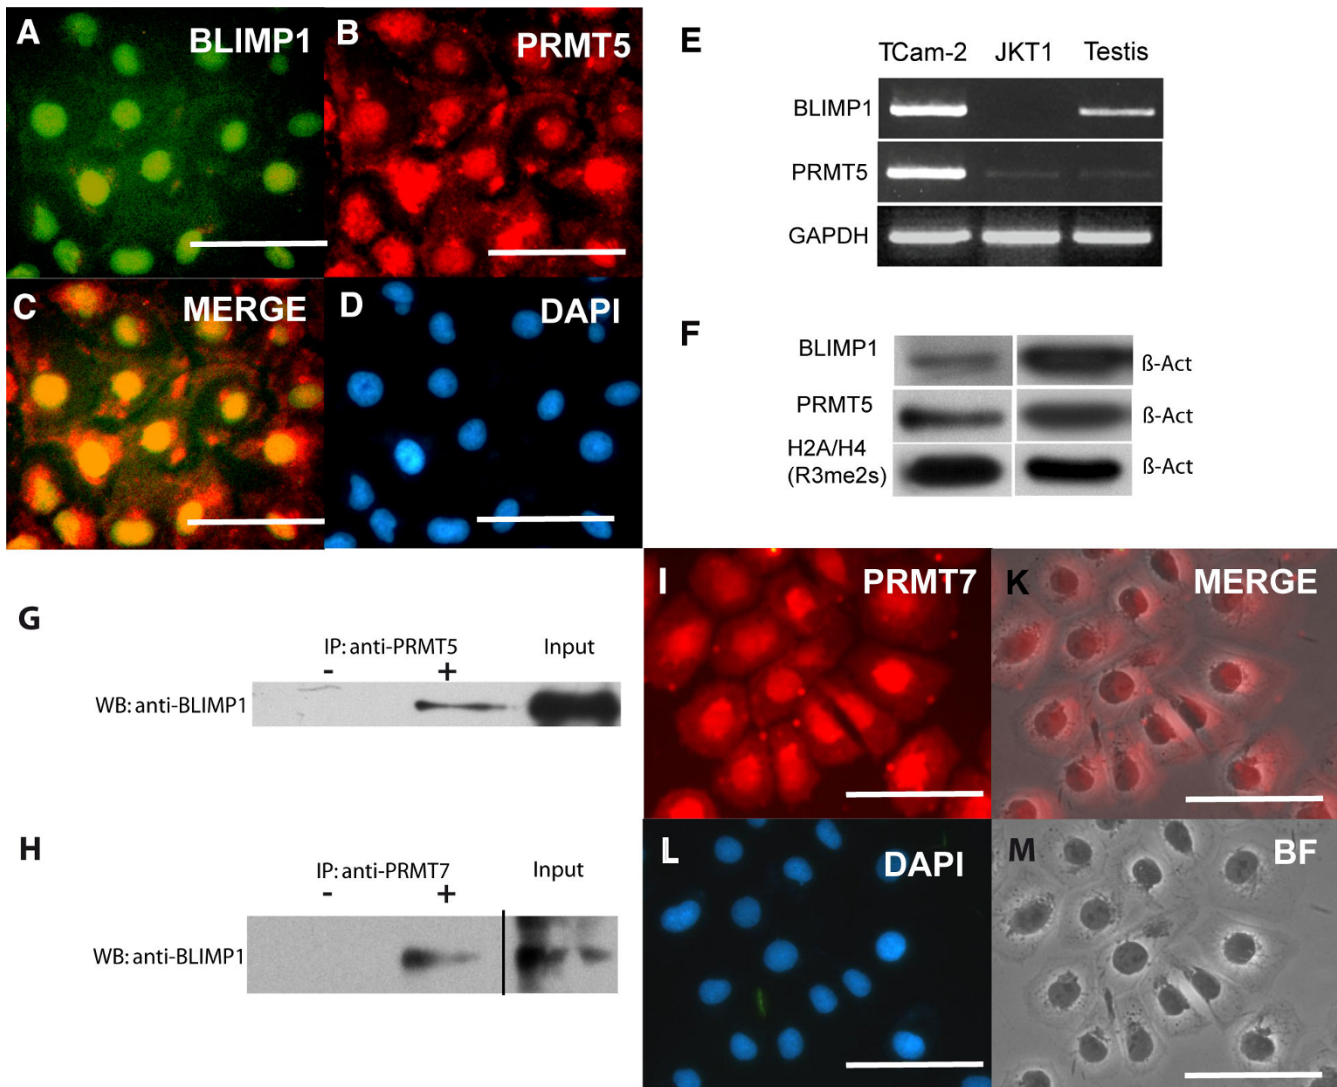 A
BLIMP1
B
PRMT5
C
MERGE
D
DAPI
E
TCam-2 JKT1 Testis
BLIMP1
PRMT5
GAPDH
F
BLIMP1 ß-Act
PRMT5 ß-Act
H2A/H4
(R3me2s) ß-Act
G
IP: anti-PRMT5 Input
- +
WB: anti-BLIMP1
H
IP: anti-PRMT7 Input
- +
WB: anti-BLIMP1
I
PRMT7
K
MERGE
L
DAPI
M
BF